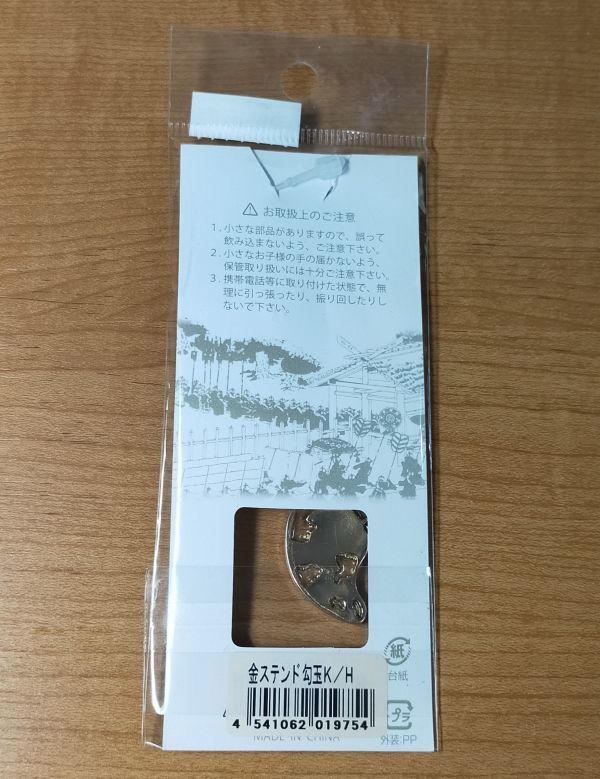 ⚠ お取扱上のご注意
1.小さな部品がありますので、誤って
飲み込まないよう、ご注意下さい。
2.小さなお子様の手の届かないよう、
保管取り扱いには十分ご注意下さい。
3.携帯電話等に取り付けた状態で、無
理に引っ張ったり、振り回したりし
ないで下さい。
紙
台紙
金ステンド勾玉K/H
4 541062 019754
プラ
外装:PP
MADE IN CHINA